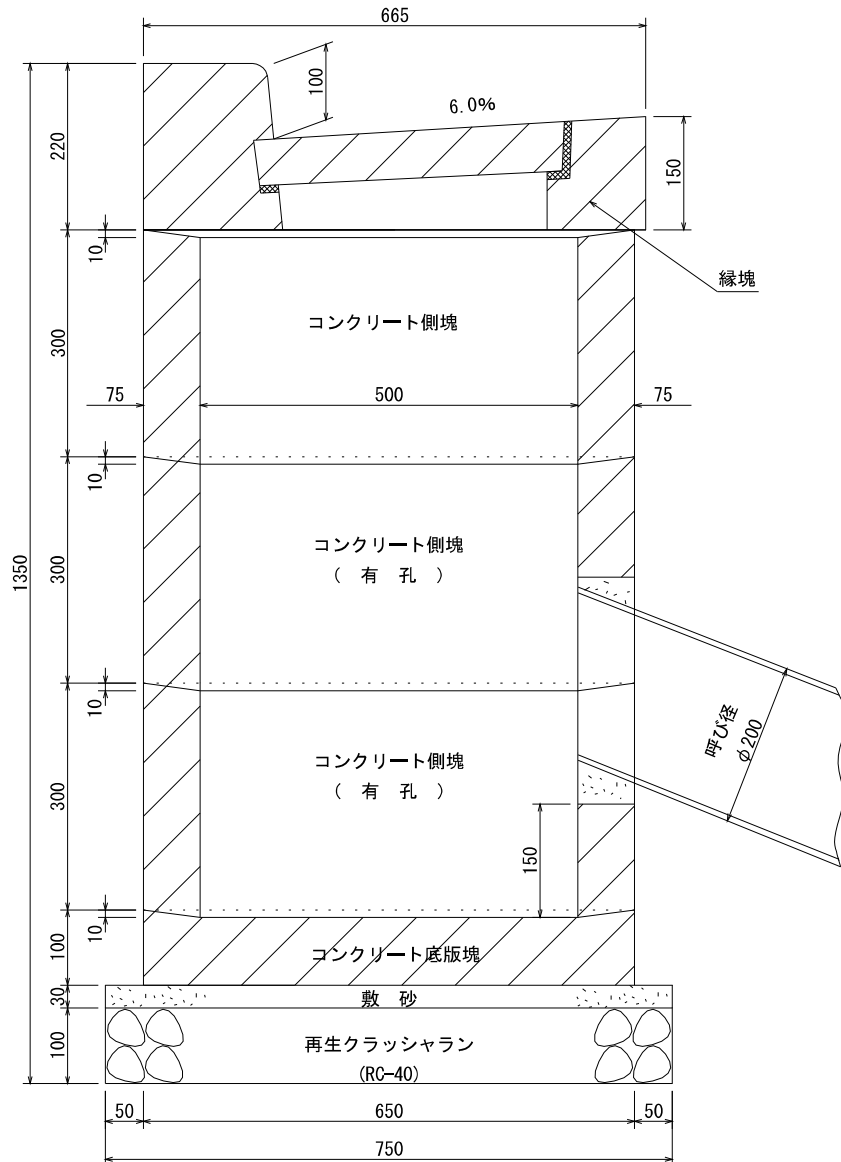 665
100
6.0%
220
150
10
縁塊
コンクリート側塊
300
75
500
75
10
コンクリート側塊
( 有 孔 )
300
1350
10
呼び径
φ200
コンクリート側塊
( 有 孔 )
300
150
10
コンクリート底版塊
100
敷 砂
30
再生クラッシャラン
(RC-40)
100
50
650
50
750